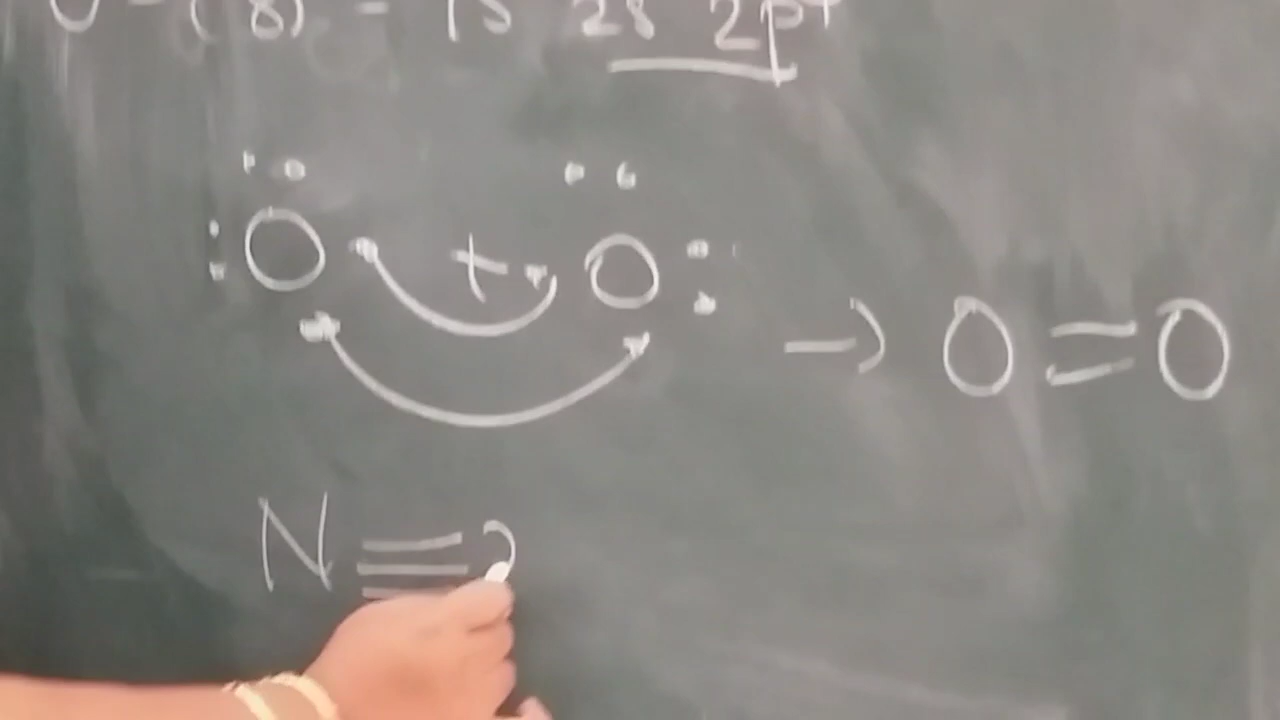 O - (8) - 1s 2s 2p4
O + O → O = O
N ≡ ?